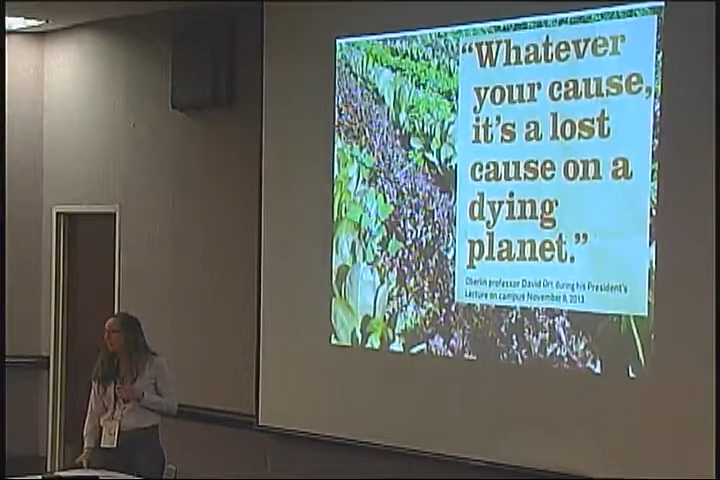 “Whatever
your cause,
it's a lost
cause on a
dying
planet.”
Oberlin professor David Orr during his President's
Lecture on campus November 8, 2013.